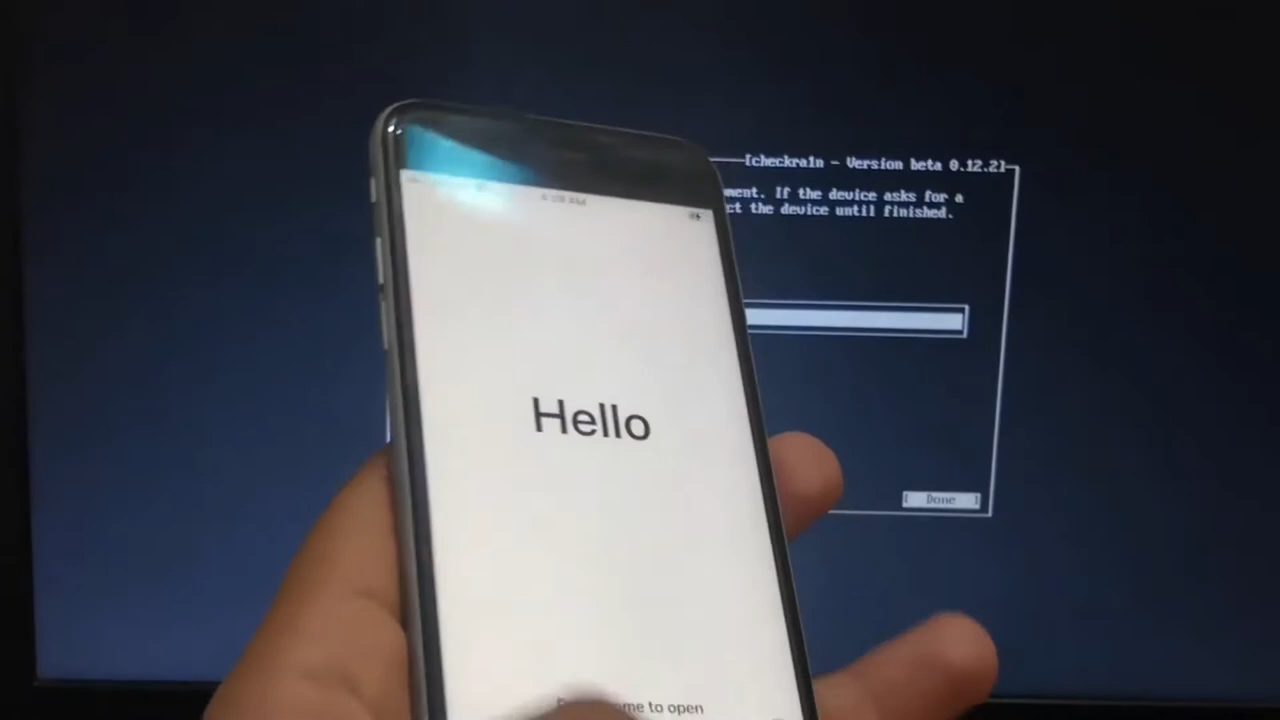 [checkra1n - Version beta 0.12.2]
ment. If the device asks for a
ct the device until finished.
Hello
[ Done ]
me to open